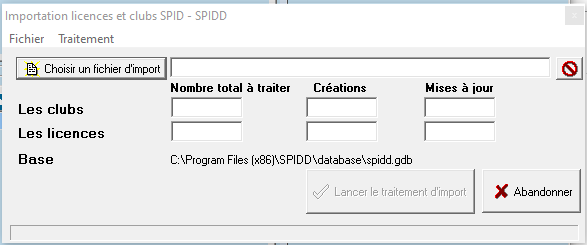 Importation licences et clubs SPID - SPIDD
Fichier Traitement
Choisir un fichier d'import
Nombre total à traiter Créations Mises à jour
Les clubs
Les licences
Base C:\Program Files (x86)\SPIDD\database\spidd.gdb
Lancer le traitement d'import Abandonner